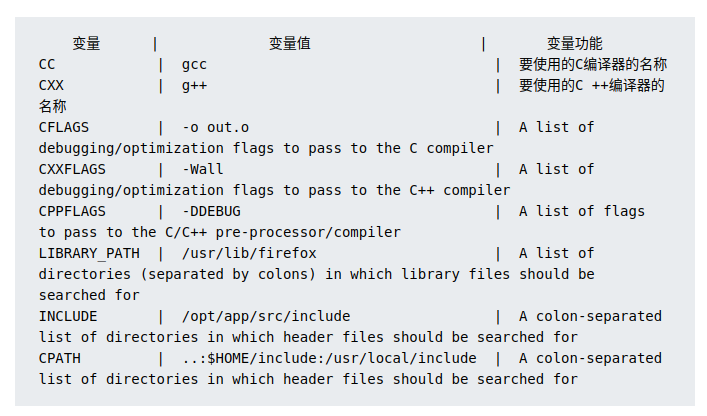 变量 | 变量值 | 变量功能
CC | gcc | 要使用的C编译器的名称
CXX | g++ | 要使用的C ++编译器的
名称
CFLAGS | -o out.o | A list of
debugging/optimization flags to pass to the C compiler
CXXFLAGS | -Wall | A list of
debugging/optimization flags to pass to the C++ compiler
CPPFLAGS | -DDEBUG | A list of flags
to pass to the C/C++ pre-processor/compiler
LIBRARY_PATH | /usr/lib/firefox | A list of
directories (separated by colons) in which library files should be
searched for
INCLUDE | /opt/app/src/include | A colon-separated
list of directories in which header files should be searched for
CPATH | ..:$HOME/include:/usr/local/include | A colon-separated
list of directories in which header files should be searched for